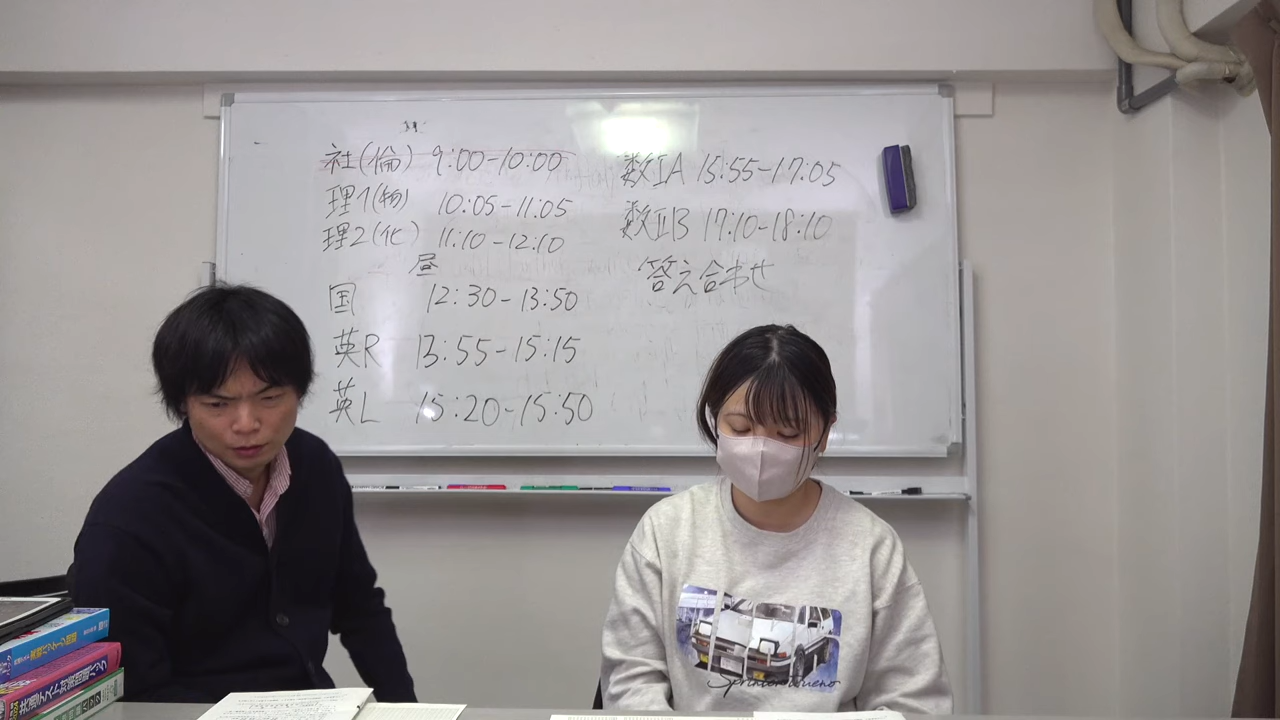 社(倫) 9:00-10:00
理1(物) 10:05-11:05
理2(化) 11:10-12:10
昼
国 12:30-13:50
英R 13:55-15:15
英L 15:20-15:50
数IA 15:55-17:05
数ⅡB 17:10-18:10
答え合わせ